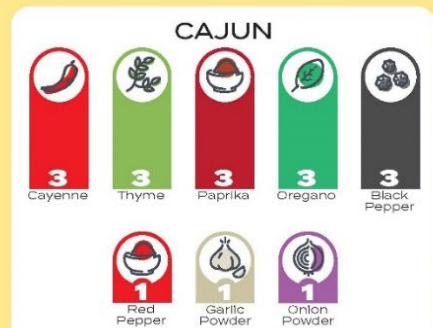 CAJUN
3 3 3 3 3
Cayenne Thyme Paprika Oregano Black Pepper
1 1 1
Red Pepper Garlic Powder Onion Powder